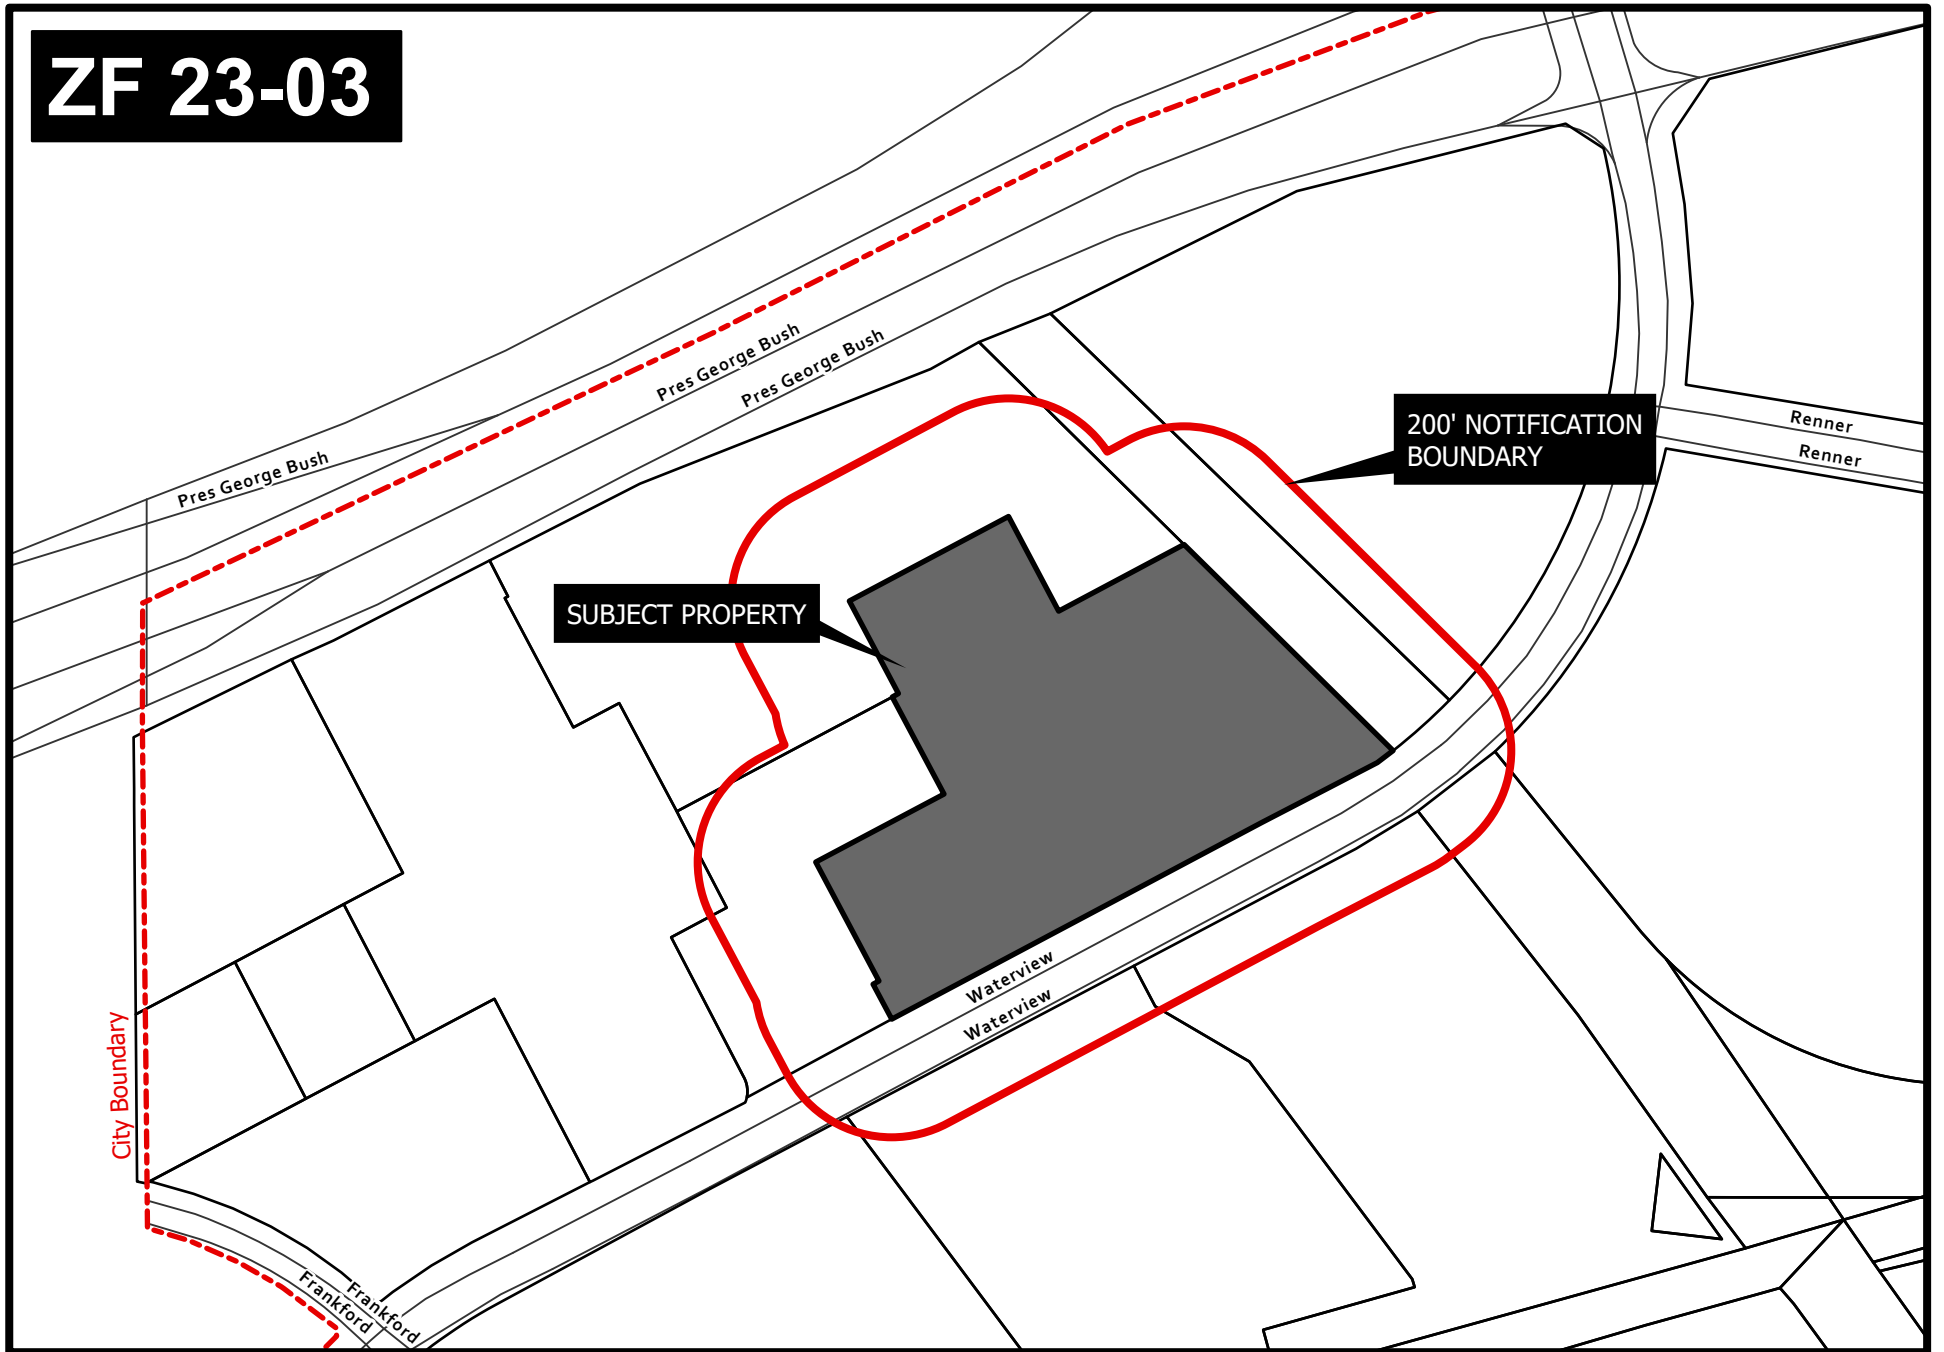 ZF 23-03
Pres George Bush
Pres George Bush
Pres George Bush
200' NOTIFICATION
BOUNDARY
Renner
Renner
SUBJECT PROPERTY
Waterview
Waterview
City Boundary
Frankford
Frankford